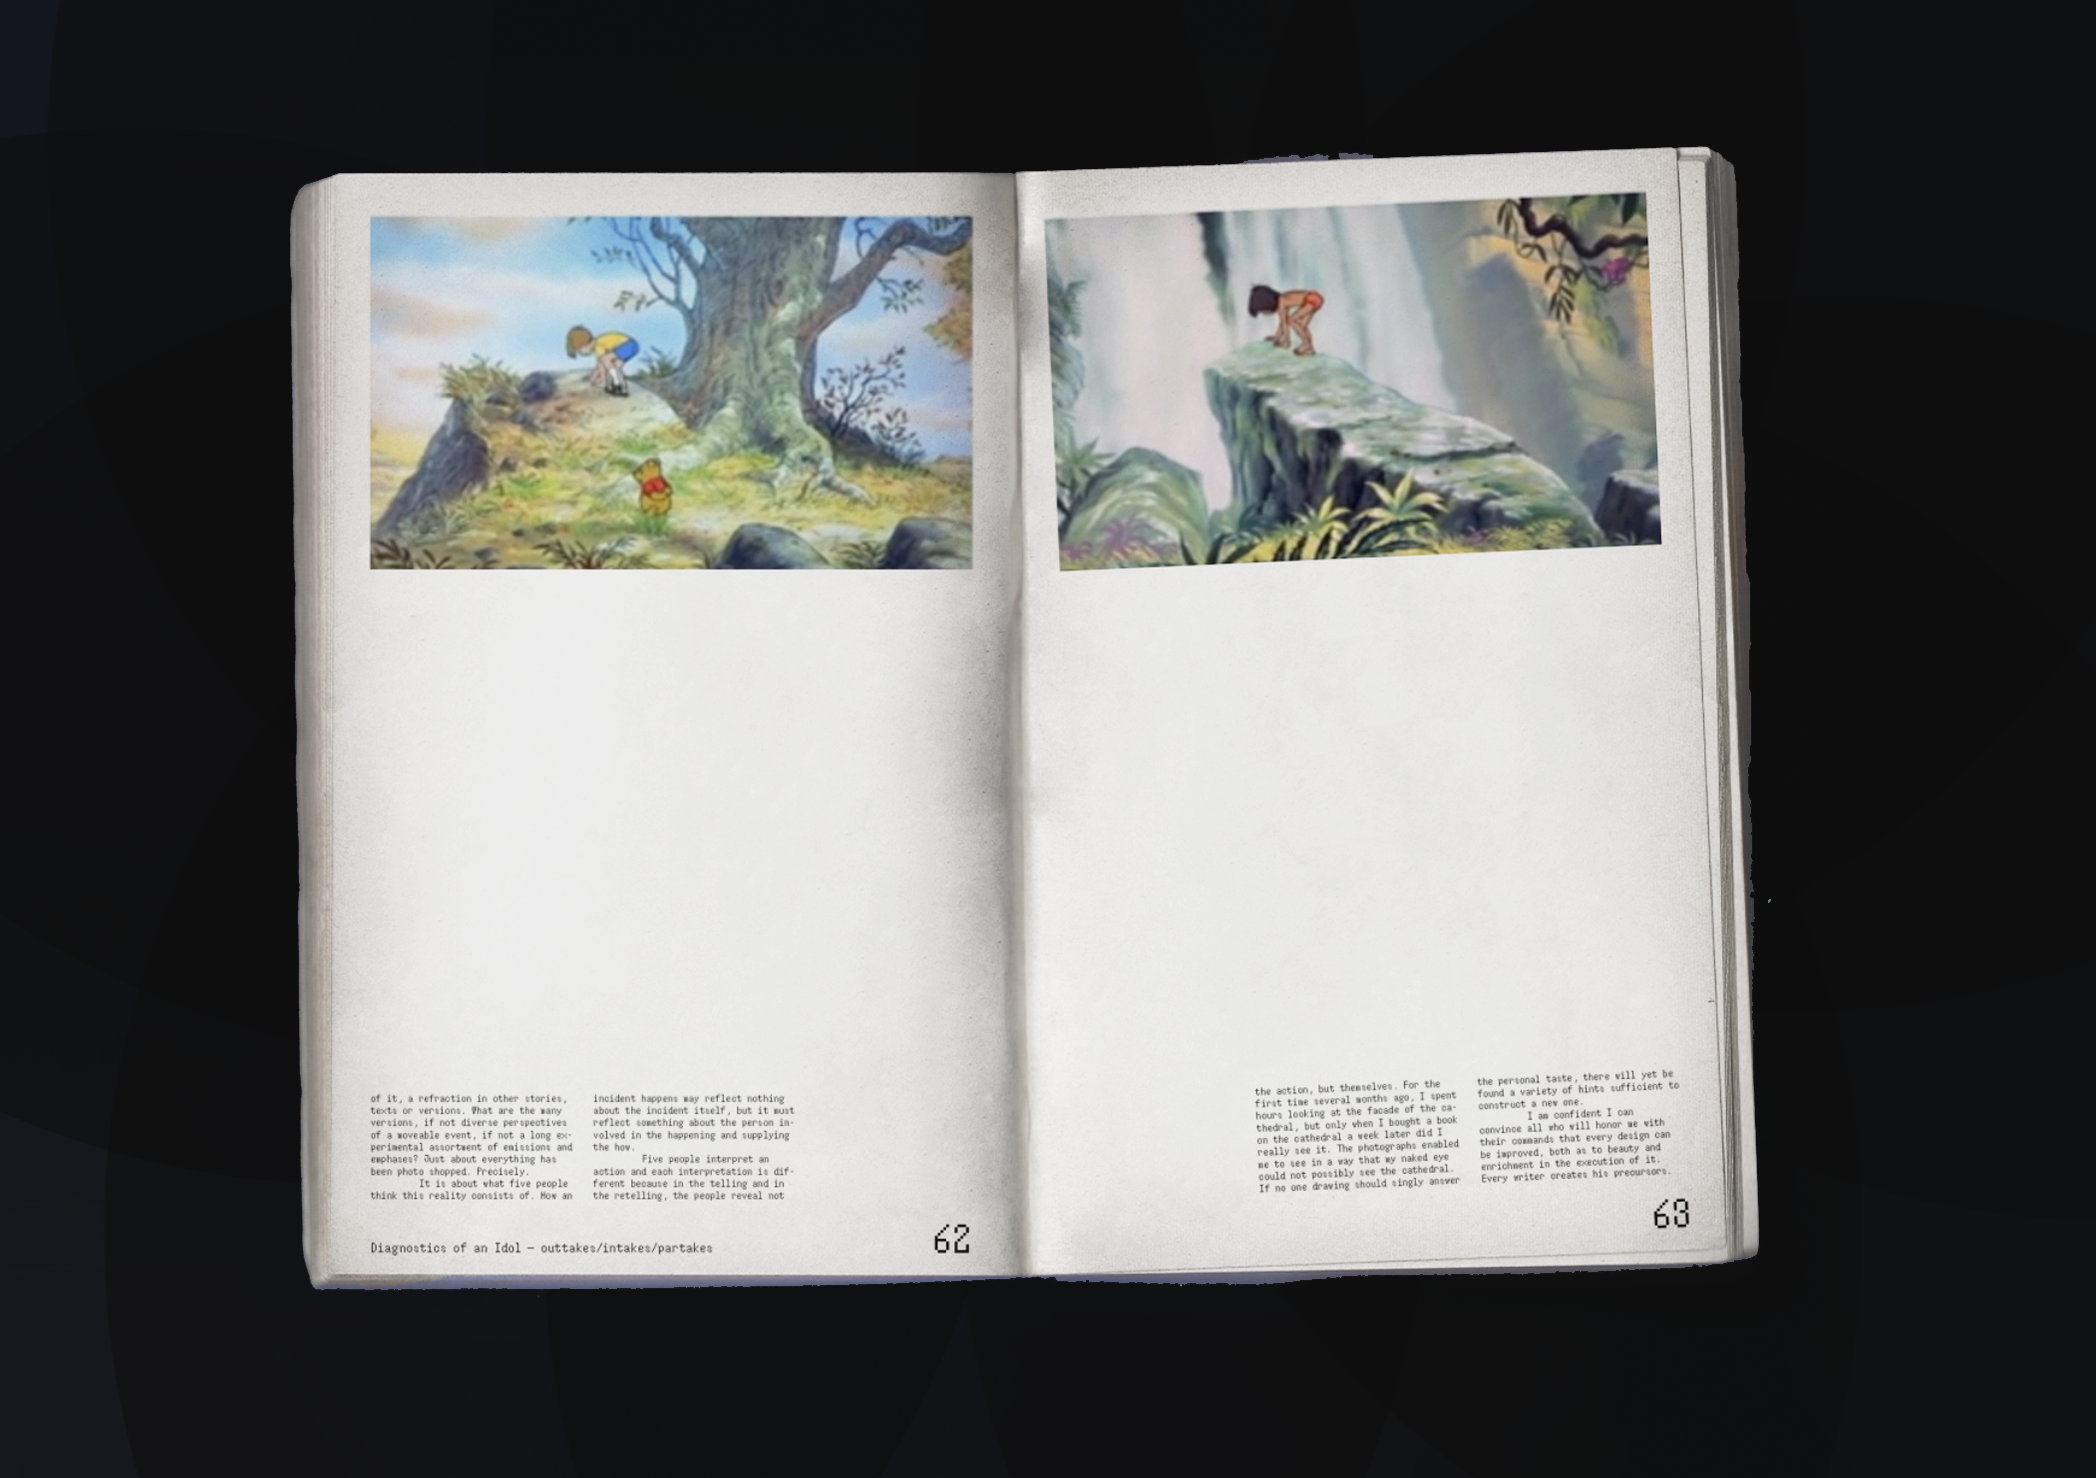 of it, a refraction in other stories,
texts or versions. What are the many
versions, if not diverse perspectives
of a moveable event, if not a long ex-
perimental assortment of emissions and
emphases? Just about everything has
been photo shopped. Precisely.
It is about what five people
think this reality consists of. How an
incident happens may reflect nothing
about the incident itself, but it must
reflect something about the person in-
volved in the happening and supplying
the how.
Five people interpret an
action and each interpretation is dif-
ferent because in the telling and in
the retelling, the people reveal not
Diagnostics of an Idol – outtakes/intakes/partakes
62
the action, but themselves. For the
first time several months ago, I spent
hours looking at the facade of the ca-
thedral, but only when I bought a book
on the cathedral a week later did I
really see it. The photographs enabled
me to see in a way that my naked eye
could not possibly see the cathedral.
If no one drawing should singly answer
the personal taste, there will yet be
found a variety of hints sufficient to
construct a new one.
I am confident I can
convince all who will honor me with
their commands that every design can
be improved, both as to beauty and
enrichment in the execution of it.
Every writer creates his precursors.
63